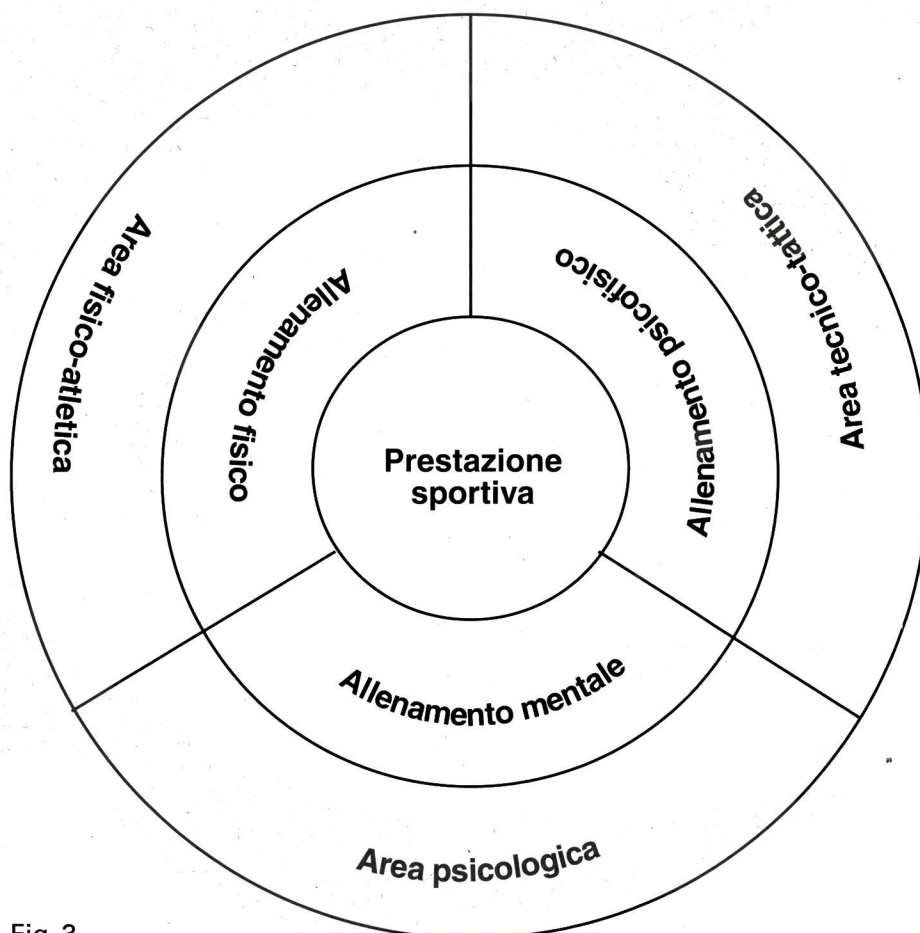 Area fisico-atletica
Area tecnico-tattica
Allenamento fisico
Allenamento psicofisico
Prestazione
sportiva
Allenamento mentale
Area psicologica
Fig. 3